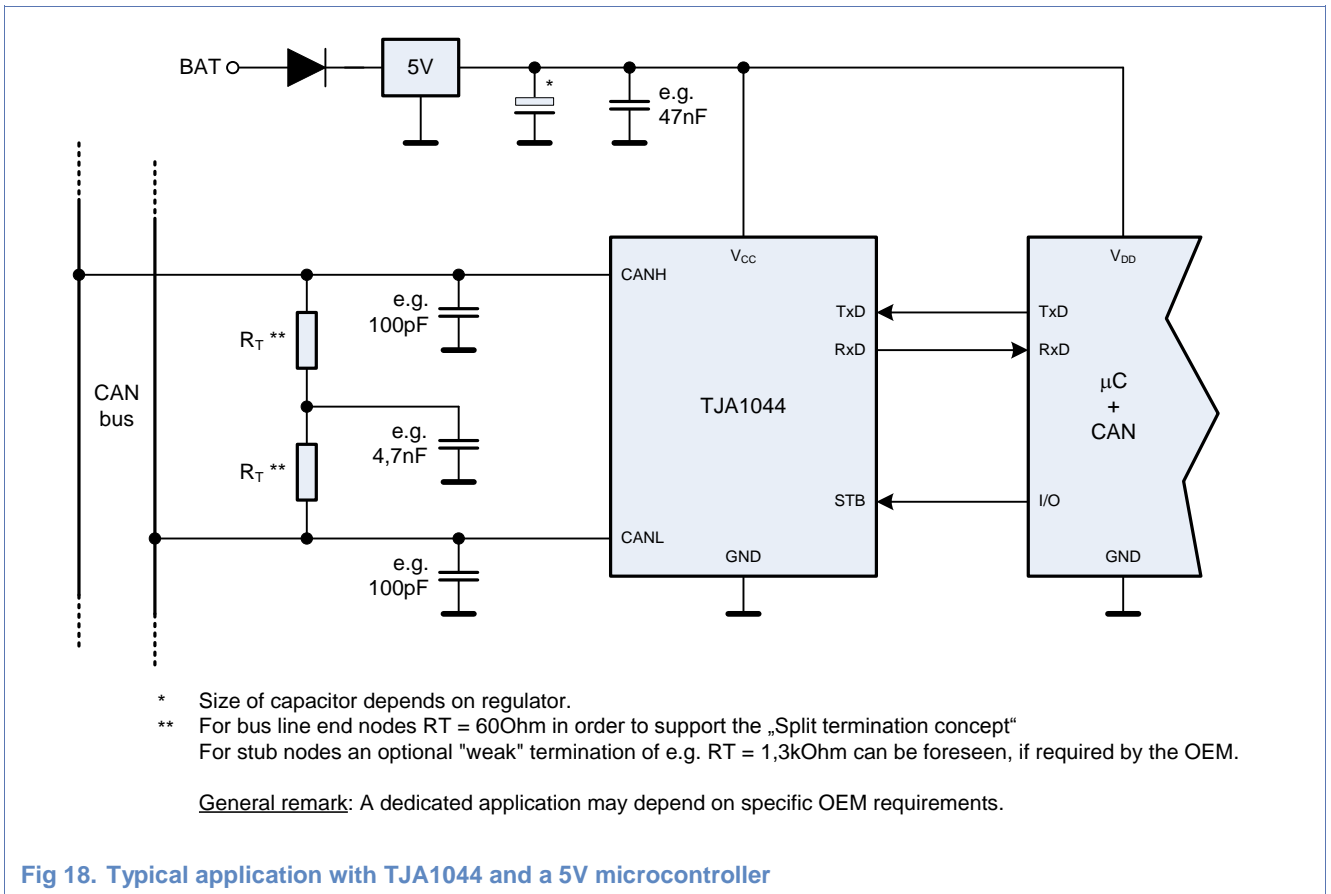 BAT
5V
*
e.g.
47nF
V_CC
V_DD
CANH
e.g.
100pF
TxD
TxD
R_T **
RxD
RxD
CAN
bus
TJA1044
μC
+
CAN
e.g.
4,7nF
R_T **
STB
I/O
CANL
e.g.
100pF
GND
GND
* Size of capacitor depends on regulator.
** For bus line end nodes RT = 60Ohm in order to support the „Split termination concept“
For stub nodes an optional "weak" termination of e.g. RT = 1,3kOhm can be foreseen, if required by the OEM.
General remark: A dedicated application may depend on specific OEM requirements.
Fig 18. Typical application with TJA1044 and a 5V microcontroller